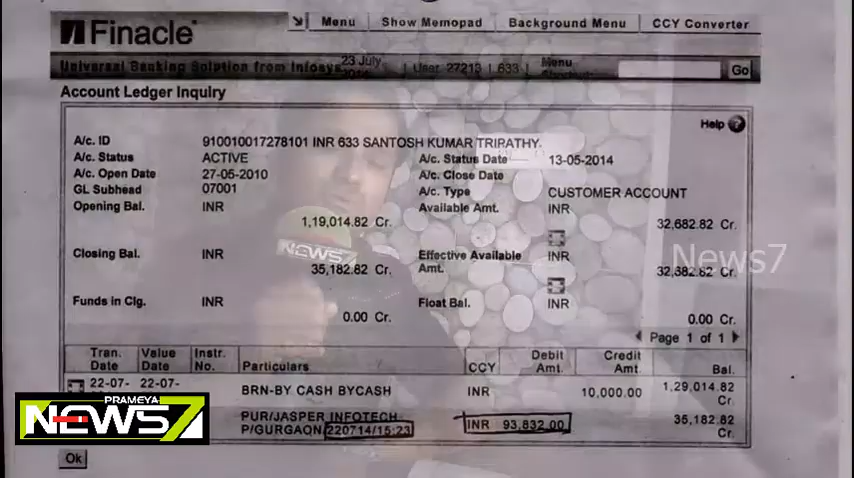 Finacle
Menu Show Memopad Background Menu CCY Converter
Universal Banking Solution from Infosys 23 July | User 27213 | 633 | Menu
Go
Account Ledger Inquiry
Help ?
A/c. ID 910010017278101 INR 633 SANTOSH KUMAR TRIPATHY
A/c. Status ACTIVE A/c. Status Date 13-05-2014
A/c. Open Date 27-05-2010 A/c. Close Date
GL Subhead 07001 A/c. Type CUSTOMER ACCOUNT
Opening Bal. INR Available Amt. INR
1,19,014.82 Cr. 32,682.82 Cr.
NEWS7
News7
Closing Bal. INR Effective Available Amt. INR
35,182.82 Cr. 32,682.82 Cr.
Funds in Clg. INR Float Bal. INR
0.00 Cr. 0.00 Cr.
Page 1 of 1
Tran. Date Value Date Instr. No. Particulars CCY Debit Amt. Credit Amt. Bal.
22-07- 22-07- BRN-BY CASH BYCASH INR 10,000.00 1,29,014.82 Cr.
PUR/JASPER INFOTECH
P/GURGAON/220714/15:23 INR 93,832.00 35,182.82 Cr.
PRAMEYA
NEWS7
Ok